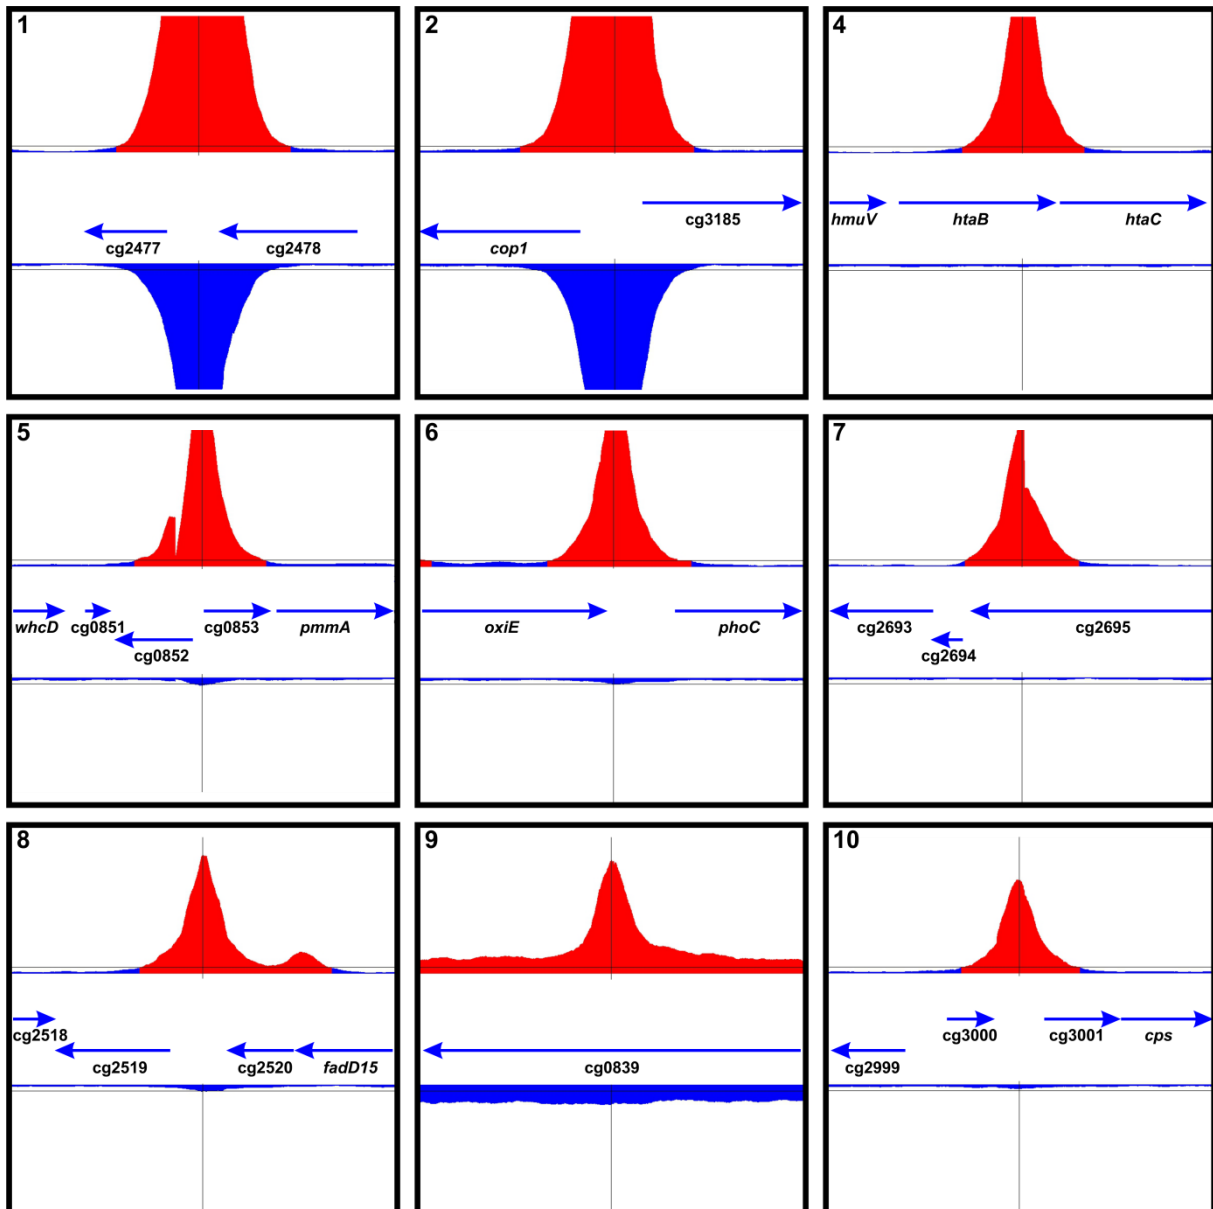 1
cg2477
cg2478
2
cg3185
cop1
4
hmuV
htaB
htaC
5
whcD
cg0851
cg0853
pmmA
cg0852
6
oxiE
phoC
7
cg2693
cg2695
cg2694
8
cg2518
cg2519
cg2520
fadD15
9
cg0839
10
cg3000
cg3001
cps
cg2999